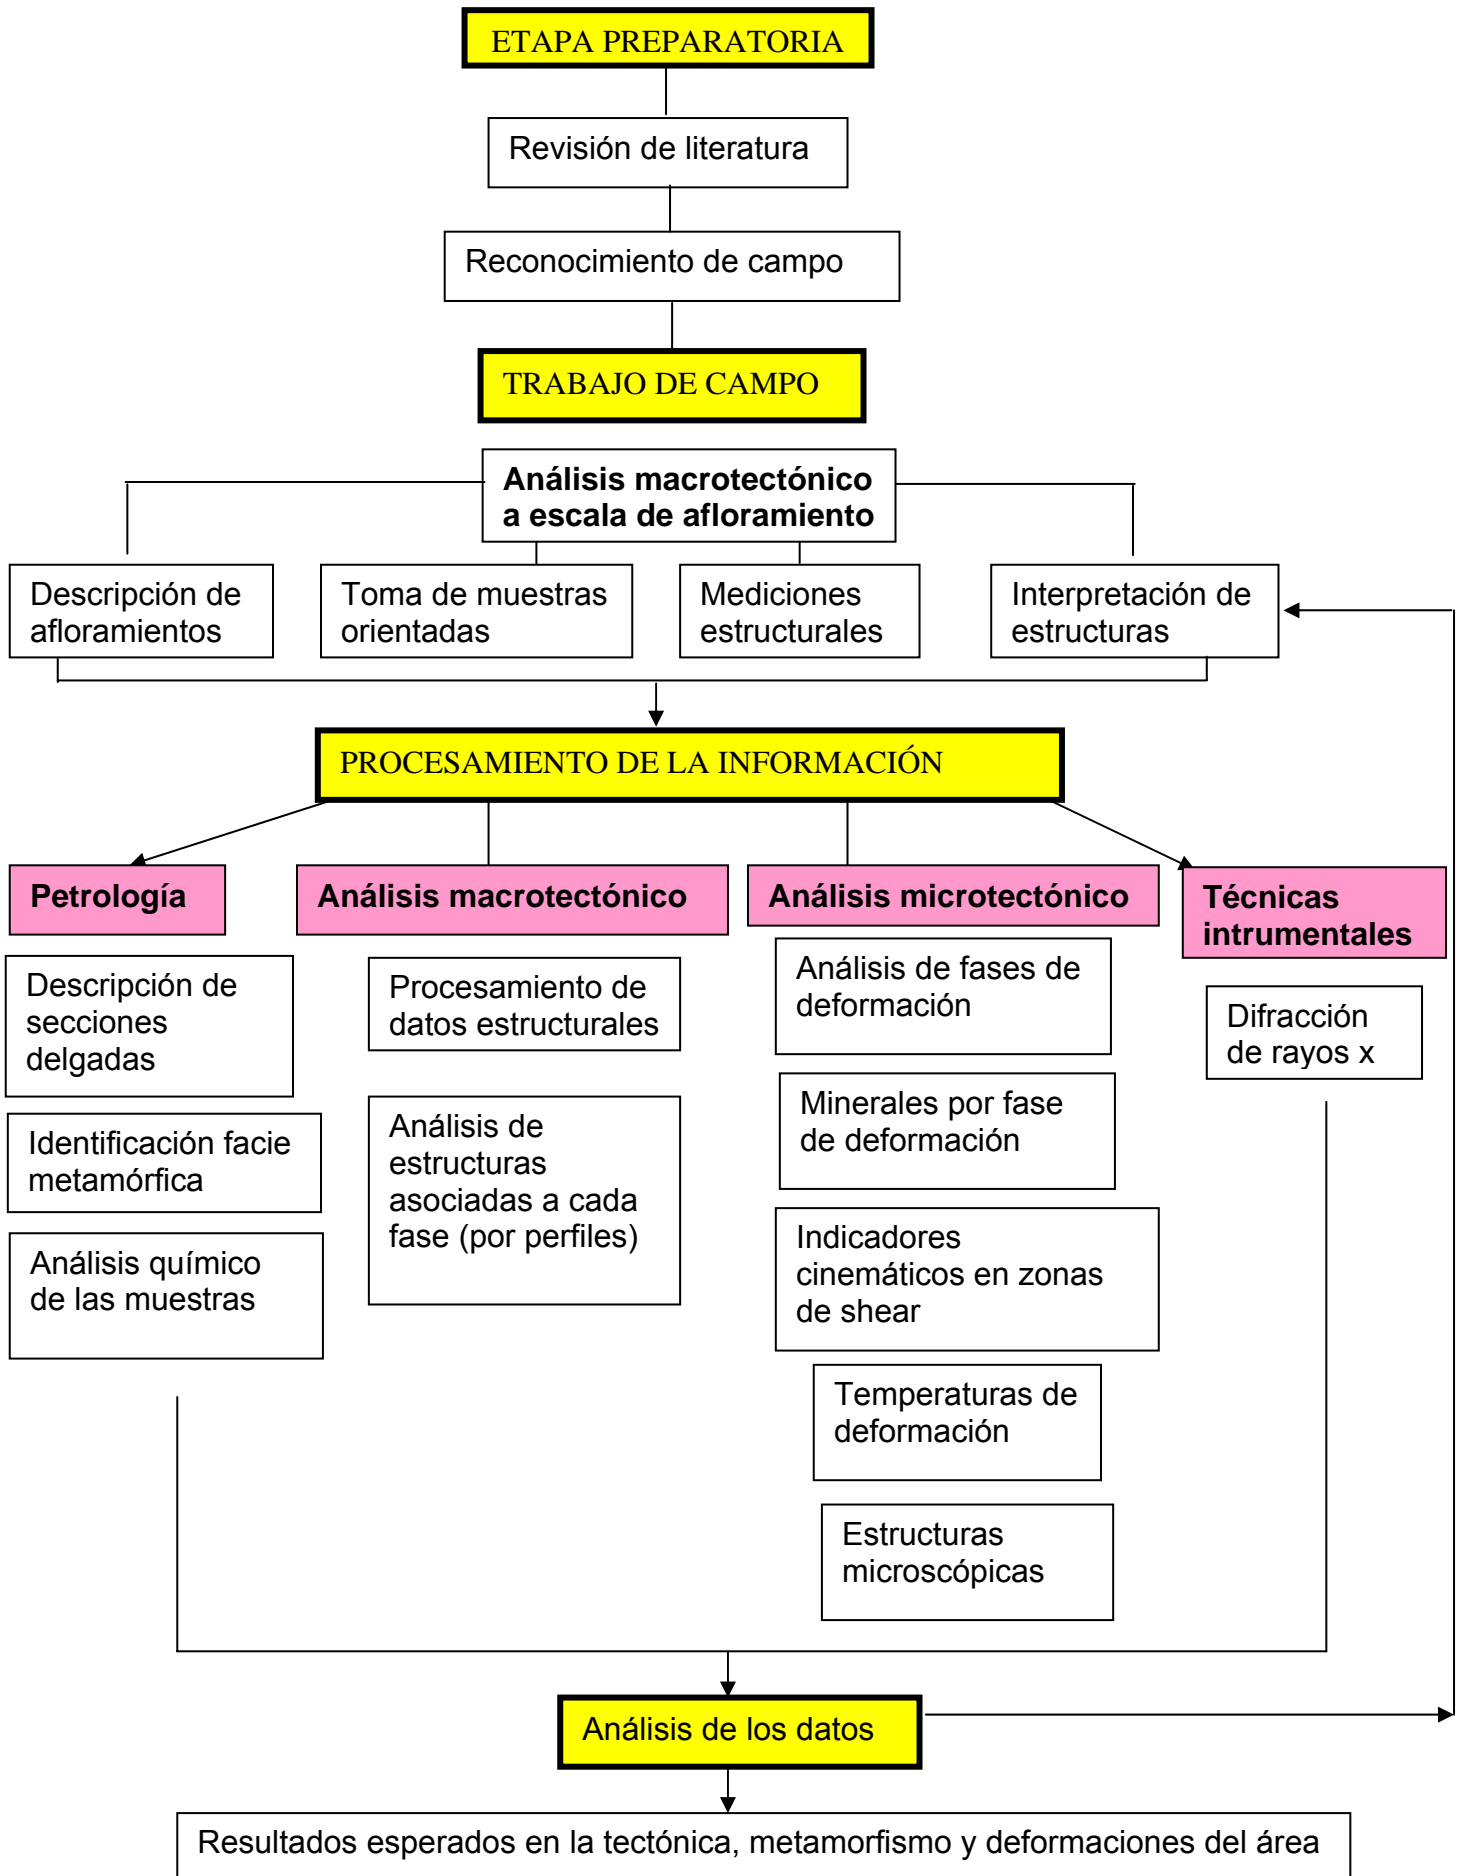 ETAPA PREPARATORIA
Revisión de literatura
Reconocimiento de campo
TRABAJO DE CAMPO
Análisis macrotectónico
a escala de afloramiento
Descripción de
afloramientos
Toma de muestras
orientadas
Mediciones
estructurales
Interpretación de
estructuras
PROCESAMIENTO DE LA INFORMACIÓN
Petrología
Descripción de
secciones
delgadas
Identificación facie
metamórfica
Análisis químico
de las muestras
Análisis macrotectónico
Procesamiento de
datos estructurales
Análisis de
estructuras
asociadas a cada
fase (por perfiles)
Análisis microtectónico
Análisis de fases de
deformación
Minerales por fase
de deformación
Indicadores
cinemáticos en zonas
de shear
Temperaturas de
deformación
Estructuras
microscópicas
Técnicas
intrumentales
Difracción
de rayos x
Análisis de los datos
Resultados esperados en la tectónica, metamorfismo y deformaciones del área